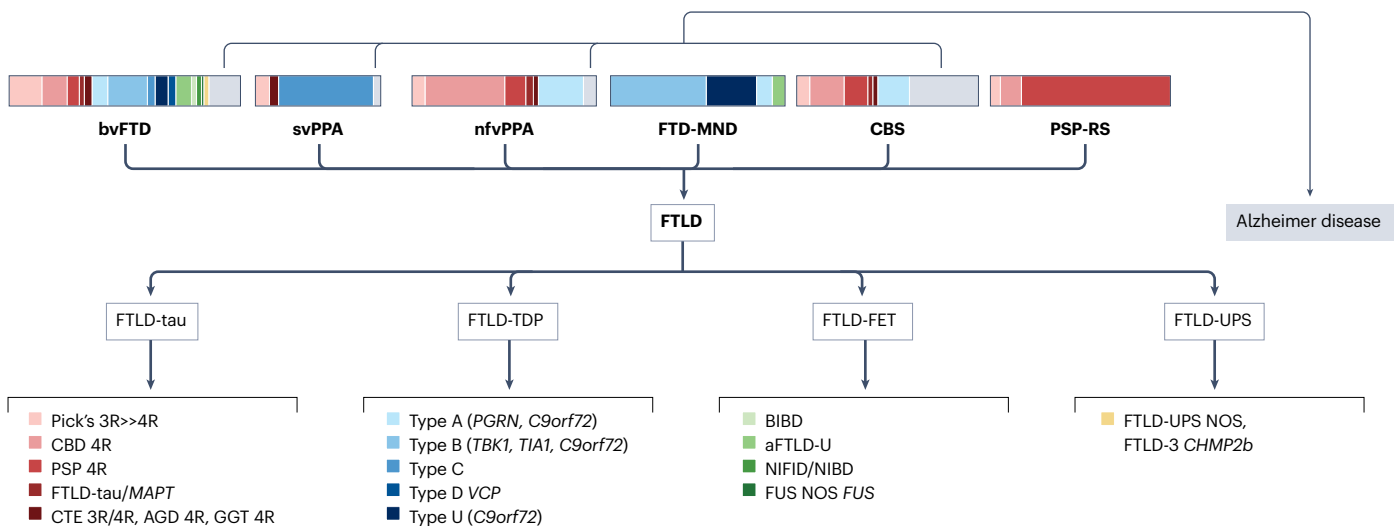 bvFTD
svPPA
nfvPPA
FTD-MND
CBS
PSP-RS
FTLD
Alzheimer disease
FTLD-tau
FTLD-TDP
FTLD-FET
FTLD-UPS
Pick's 3R>>4R
CBD 4R
PSP 4R
FTLD-tau/MAPT
CTE 3R/4R, AGD 4R, GGT 4R
Type A (PGRN, C9orf72)
Type B (TBK1, TIA1, C9orf72)
Type C
Type D VCP
Type U (C9orf72)
BIBD
aFTLD-U
NIFID/NIBD
FUS NOS FUS
FTLD-UPS NOS,
FTLD-3 CHMP2b